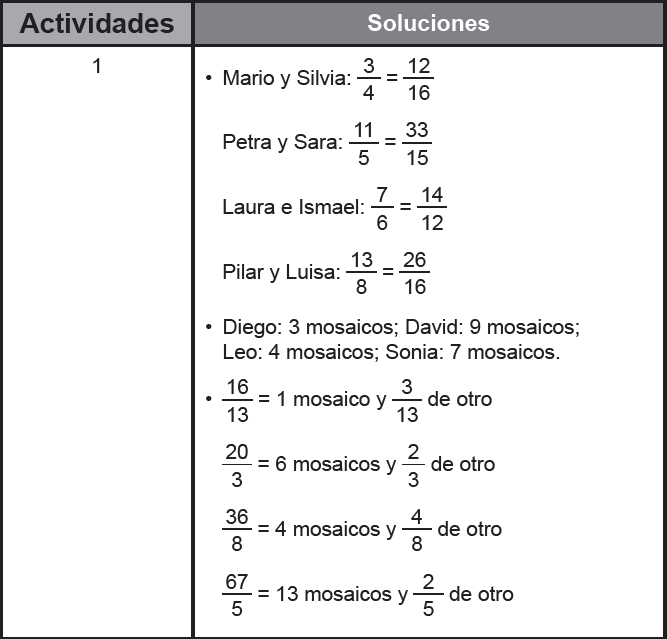 Actividades Soluciones
1
• Mario y Silvia: 3/4 = 12/16
Petra y Sara: 11/5 = 33/15
Laura e Ismael: 7/6 = 14/12
Pilar y Luisa: 13/8 = 26/16
• Diego: 3 mosaicos; David: 9 mosaicos;
Leo: 4 mosaicos; Sonia: 7 mosaicos.
• 16/13 = 1 mosaico y 3/13 de otro
20/3 = 6 mosaicos y 2/3 de otro
36/8 = 4 mosaicos y 4/8 de otro
67/5 = 13 mosaicos y 2/5 de otro